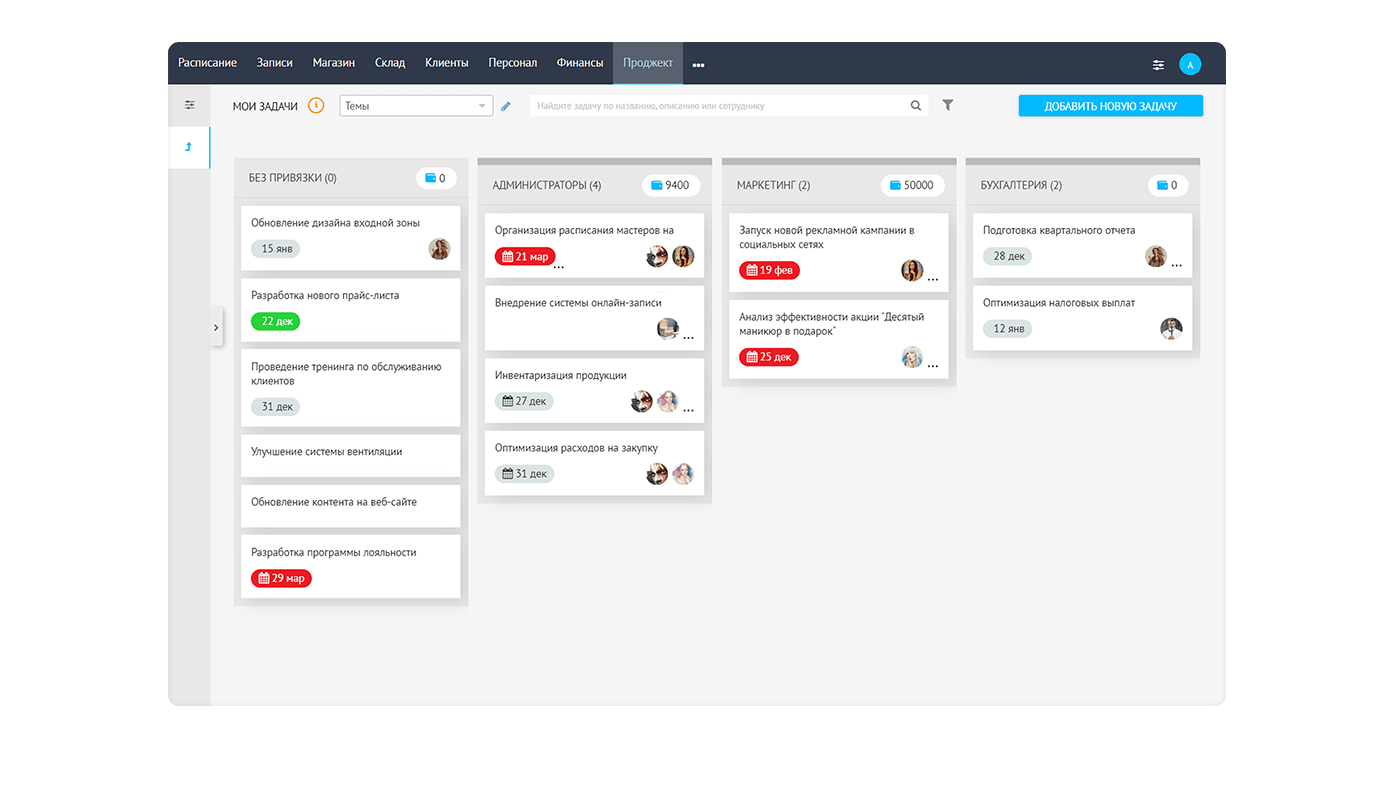 Расписание Записи Магазин Склад Клиенты Персонал Финансы Проджект
А
МОИ ЗАДАЧИ
Темы
Найдите задачу по названию, описанию или сотруднику
ДОБАВИТЬ НОВУЮ ЗАДАЧУ
БЕЗ ПРИВЯЗКИ (0)
0
Обновление дизайна входной зоны
15 янв
Разработка нового прайс-листа
22 дек
Проведение тренинга по обслуживанию
клиентов
31 дек
Улучшение системы вентиляции
Обновление контента на веб-сайте
Разработка программы лояльности
29 мар
АДМИНИСТРАТОРЫ (4)
9400
Организация расписания мастеров на
21 мар
...
Внедрение системы онлайн-записи
...
Инвентаризация продукции
27 дек
...
Оптимизация расходов на закупку
31 дек
МАРКЕТИНГ (2)
50000
Запуск новой рекламной кампании в
социальных сетях
19 фев
...
Анализ эффективности акции "Десятый
маникюр в подарок"
25 дек
...
БУХГАЛТЕРИЯ (2)
0
Подготовка квартального отчета
28 дек
...
Оптимизация налоговых выплат
12 янв